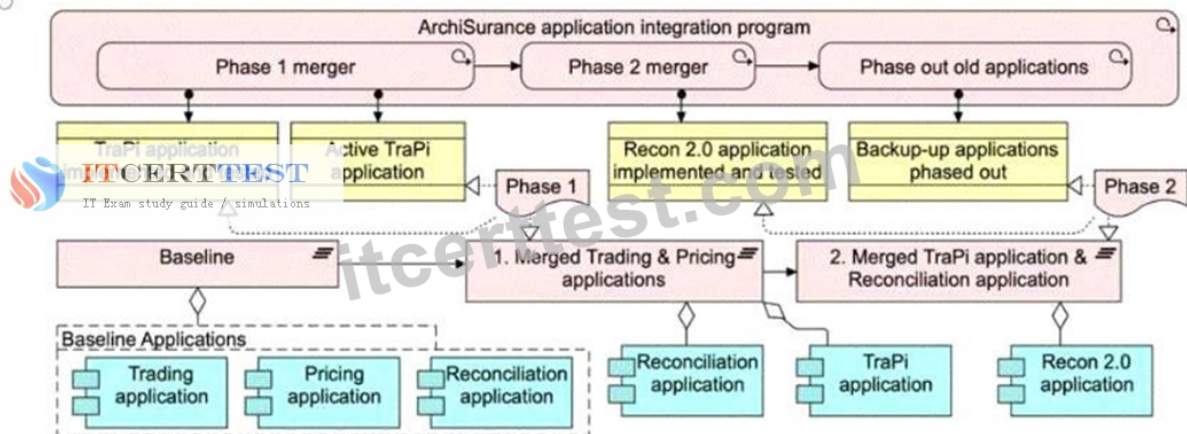 ArchiSurance application integration program
Phase 1 merger
Phase 2 merger
Phase out old applications
TraPi application
Active TraPi
application
Recon 2.0 application
implemented and tested
Backup-up applications
phased out
Phase 1
Phase 2
ITCERTTEST
IT Exam study guide / simulations
itcerttest.com
Baseline
1. Merged Trading & Pricing
applications
2. Merged TraPi application &
Reconciliation application
Baseline Applications
Trading
application
Pricing
application
Reconciliation
application
Reconciliation
application
TraPi
application
Recon 2.0
application